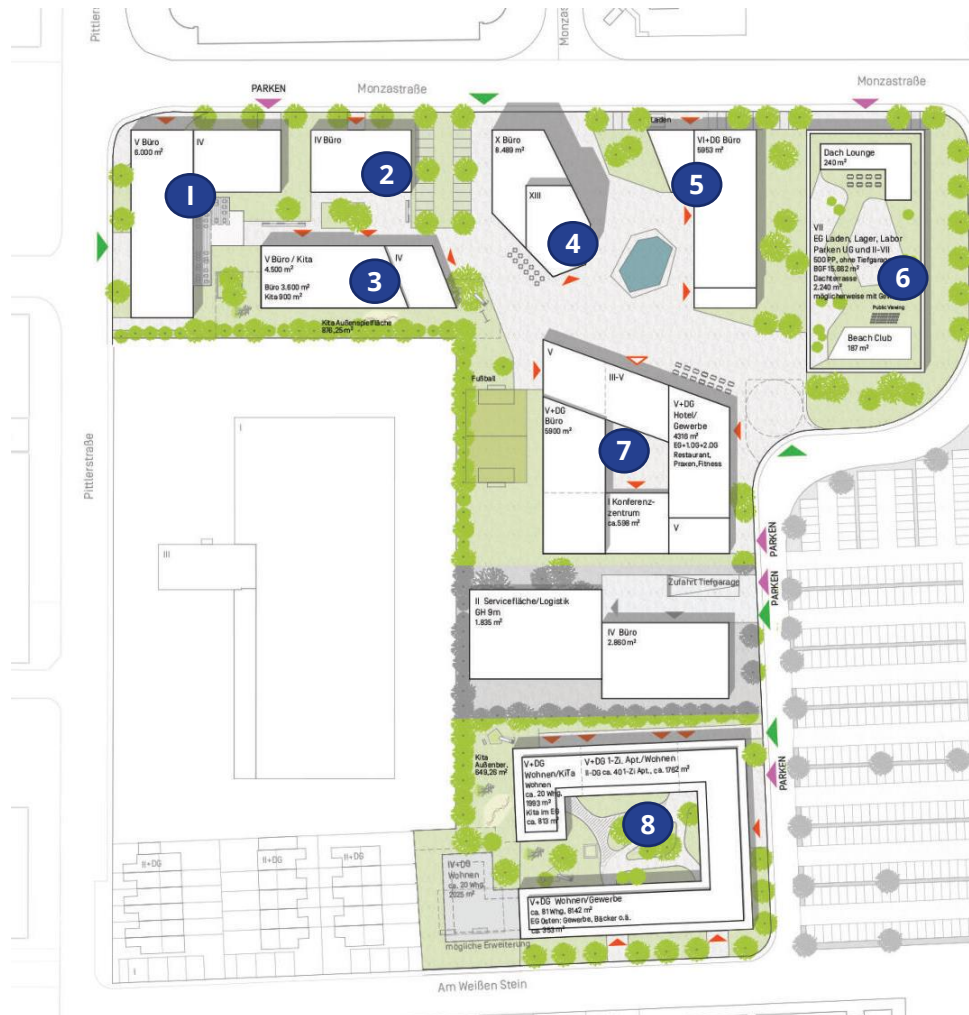 Monzastraße
PARKEN
Monzastraße
Monzastraße
Pittlerstraße
V Büro
6.000 m²
IV
1
IV Büro
2
V Büro / Kita
4.500 m²
Büro 3.600 m²
Kita 900 m²
IV
3
Kita Außenspielfläche
876,25 m²
X Büro
8.489 m²
XIII
4
Laden
VI+DG Büro
5953 m²
5
Dach Lounge
240 m²
VII
EG Laden, Lager, Labor
Parken UG und II-VII
500 PP, ohne Tiefgarage
BGF 15.682 m²
Dachterrasse
2.240 m²
möglicherweise mit
6
Public Viewing
Beach Club
187 m²
Fußball
V
III-V
V+DG
Büro
5900 m²
7
V+DG
Hotel/
Gewerbe
4316 m²
EG+1.OG+2.OG
Restaurant,
Praxen,Fitness
I Konferenz-
zentrum
ca.598 m²
V
PARKEN
PARKEN
Zufahrt Tiefgarage
II Servicefläche/Logistik
GH 9m
1.835 m²
IV Büro
2.860 m²
I
III
Kita
Außenber.
649,26 m²
V+DG
Wohnen/KiTa
Wohnen
ca. 20 Whg.
1993 m²
Kita im EG
ca. 813 m²
V+DG 1-Zi. Apt./Wohnen
II-DG ca. 40 1-Zi Apt., ca. 1762 m²
8
PARKEN
II+DG
II+DG
II+DG
IV+DG
Wohnen
ca. 20 Whg.
2025 m²
V+DG Wohnen/Gewerbe
ca. 81 Whg, 8142 m²
EG Osten: Gewerbe, Bäcker o.ä.
ca. 353 m²
mögliche Erweiterung
I
Am Weißen Stein